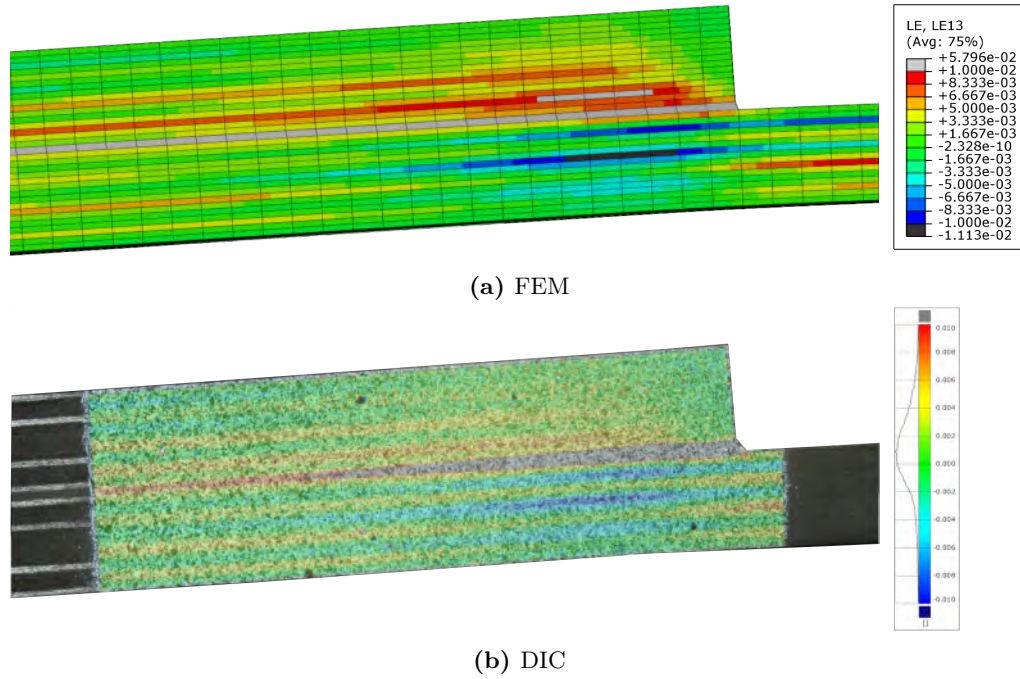 LE, LE13
(Avg: 75%)
+5.796e-02
+1.000e-02
+8.333e-03
+6.667e-03
+5.000e-03
+3.333e-03
+1.667e-03
-2.328e-10
-1.667e-03
-3.333e-03
-5.000e-03
-6.667e-03
-8.333e-03
-1.000e-02
-1.113e-02
(a) FEM
0.010
0.008
0.006
0.004
0.002
0.000
-0.002
-0.004
-0.006
-0.008
-0.010
[]
(b) DIC